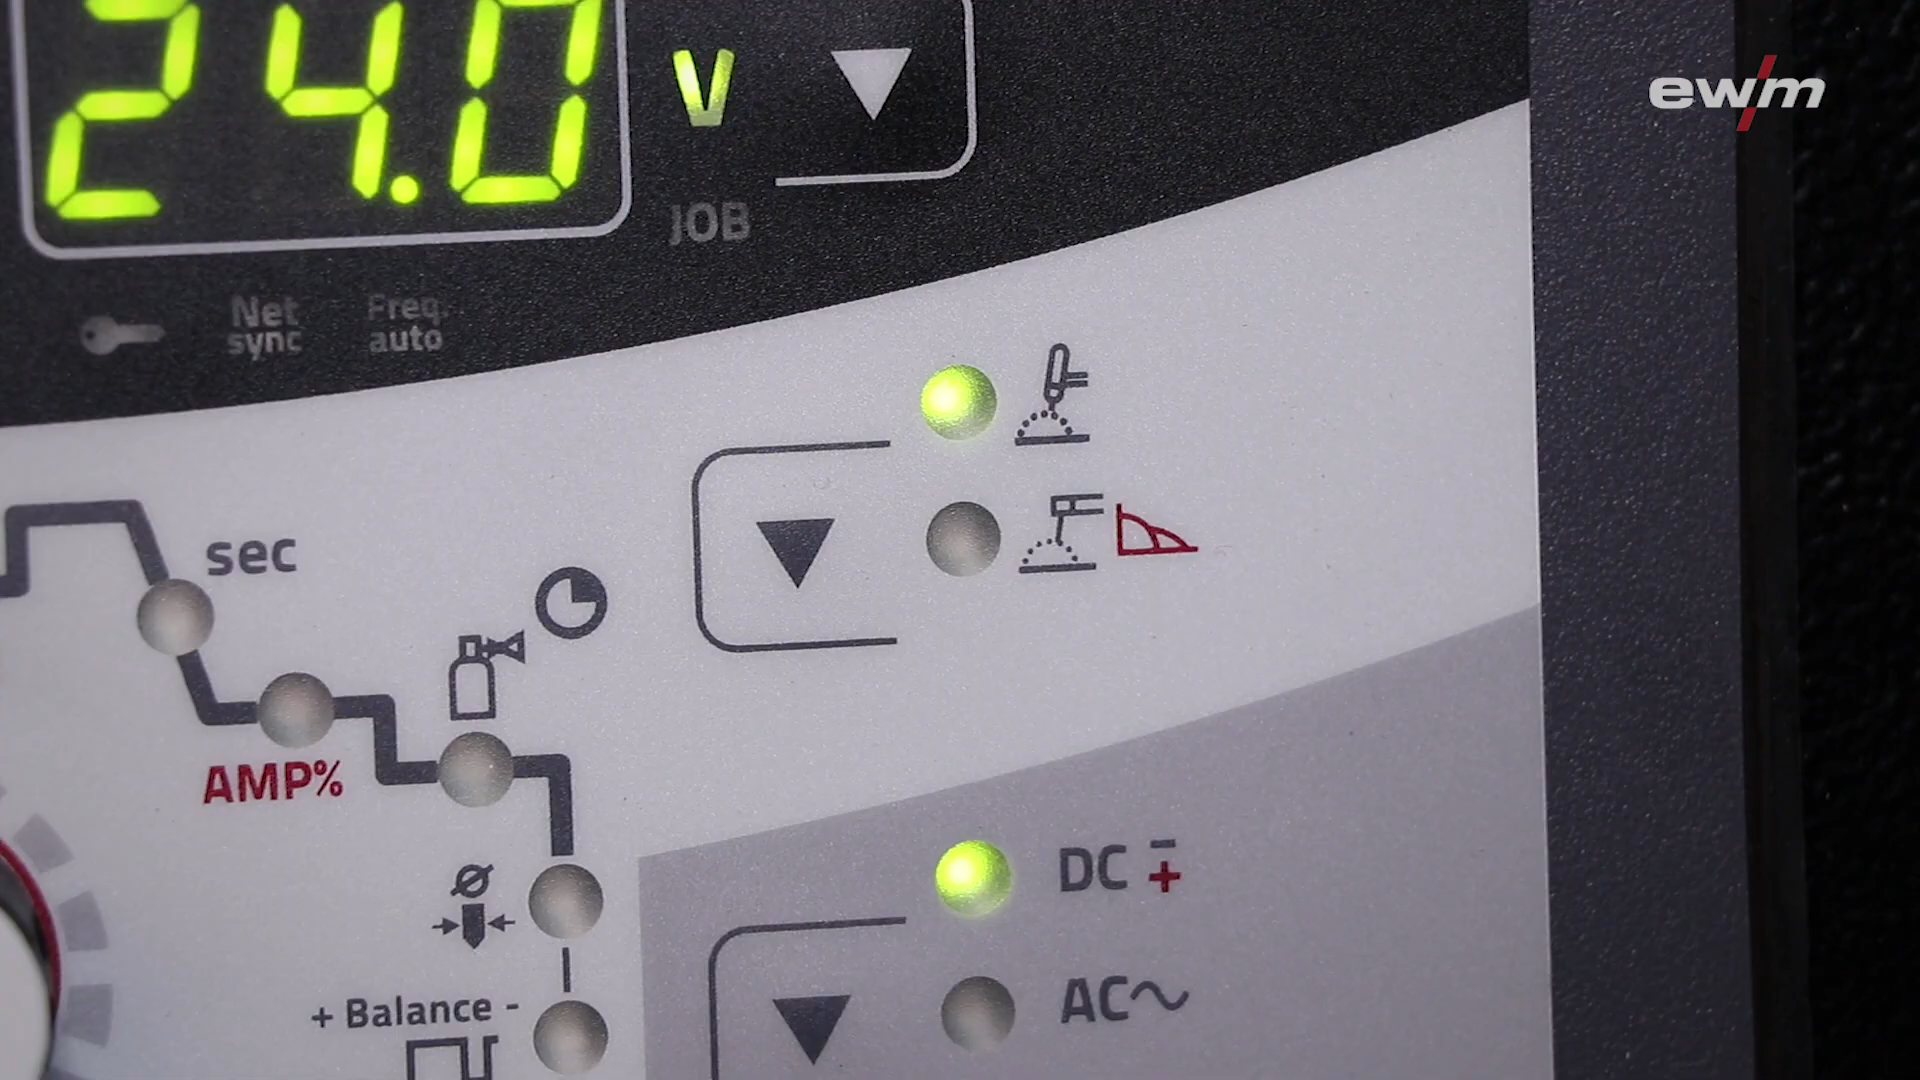 24.0 V
ewm
JOB
Net
sync
Freq.
auto
sec
AMP%
DC
+ Balance -
AC~